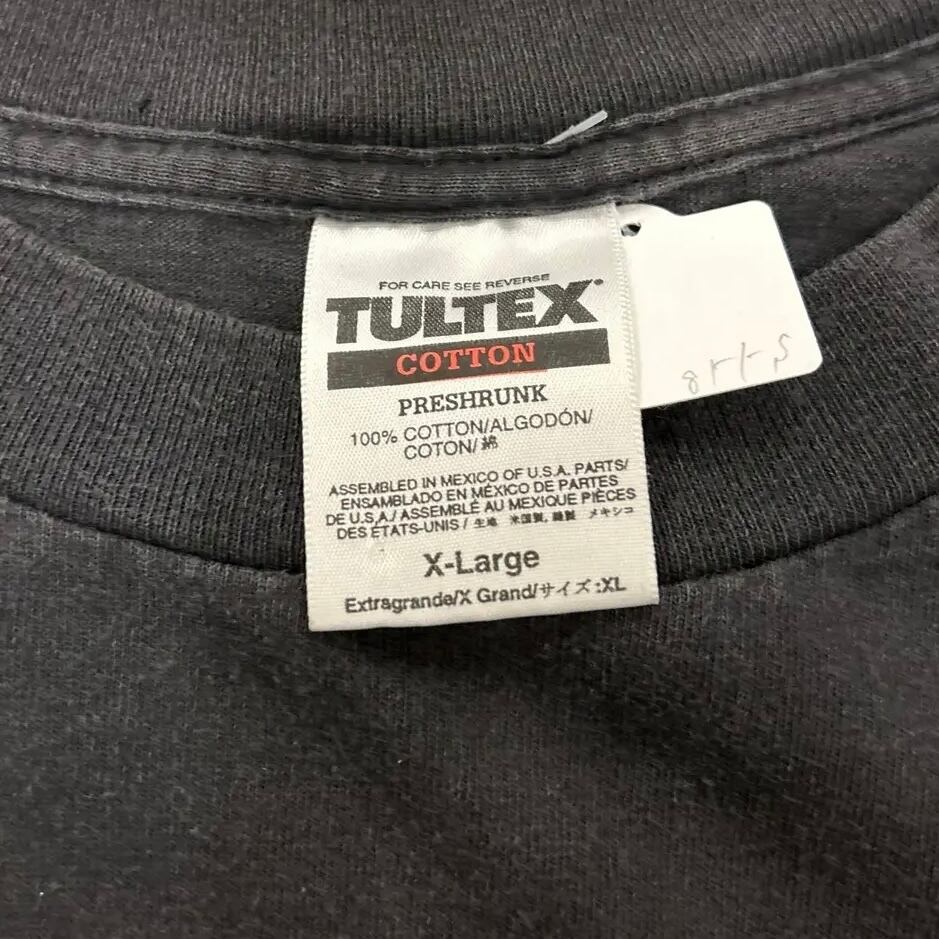 FOR CARE SEE REVERSE
TULTEX®
COTTON
PRESHRUNK
100% COTTON/ALGODÓN/
COTON/綿
ASSEMBLED IN MEXICO OF U.S.A. PARTS/
ENSAMBLADO EN MÉXICO DE PARTES
DE U.S.A./ ASSEMBLÉ AU MEXIQUE PIÈCES
DES ÉTATS-UNIS / 生地 米国製, 縫製 メキシコ
X-Large
Extragrande/X Grand/サイズ:XL